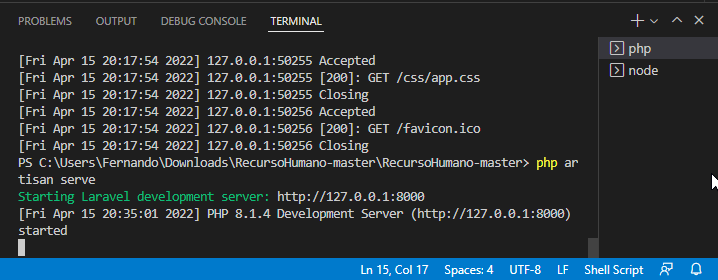 PROBLEMS OUTPUT DEBUG CONSOLE TERMINAL
[Fri Apr 15 20:17:54 2022] 127.0.0.1:50255 Accepted
[Fri Apr 15 20:17:54 2022] 127.0.0.1:50255 [200]: GET /css/app.css
[Fri Apr 15 20:17:54 2022] 127.0.0.1:50255 Closing
[Fri Apr 15 20:17:54 2022] 127.0.0.1:50256 Accepted
[Fri Apr 15 20:17:54 2022] 127.0.0.1:50256 [200]: GET /favicon.ico
[Fri Apr 15 20:17:54 2022] 127.0.0.1:50256 Closing
PS C:\Users\Fernando\Downloads\RecursoHumano-master\RecursoHumano-master> php ar
tisan serve
Starting Laravel development server: http://127.0.0.1:8000
[Fri Apr 15 20:35:01 2022] PHP 8.1.4 Development Server (http://127.0.0.1:8000)
started
php
node
Ln 15, Col 17 Spaces: 4 UTF-8 LF Shell Script